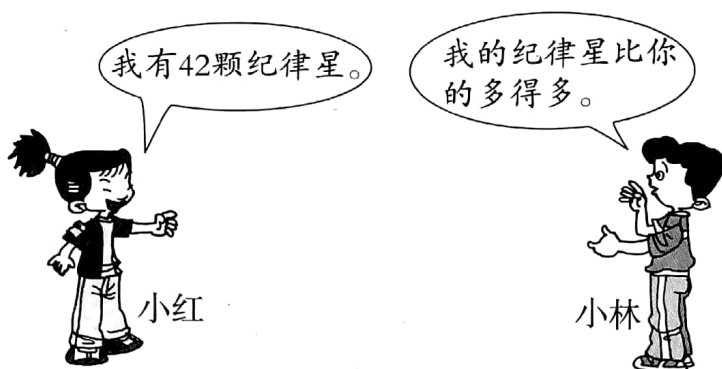 我有42颗纪律星。
我的纪律星比你
的多得多。
小红
小林